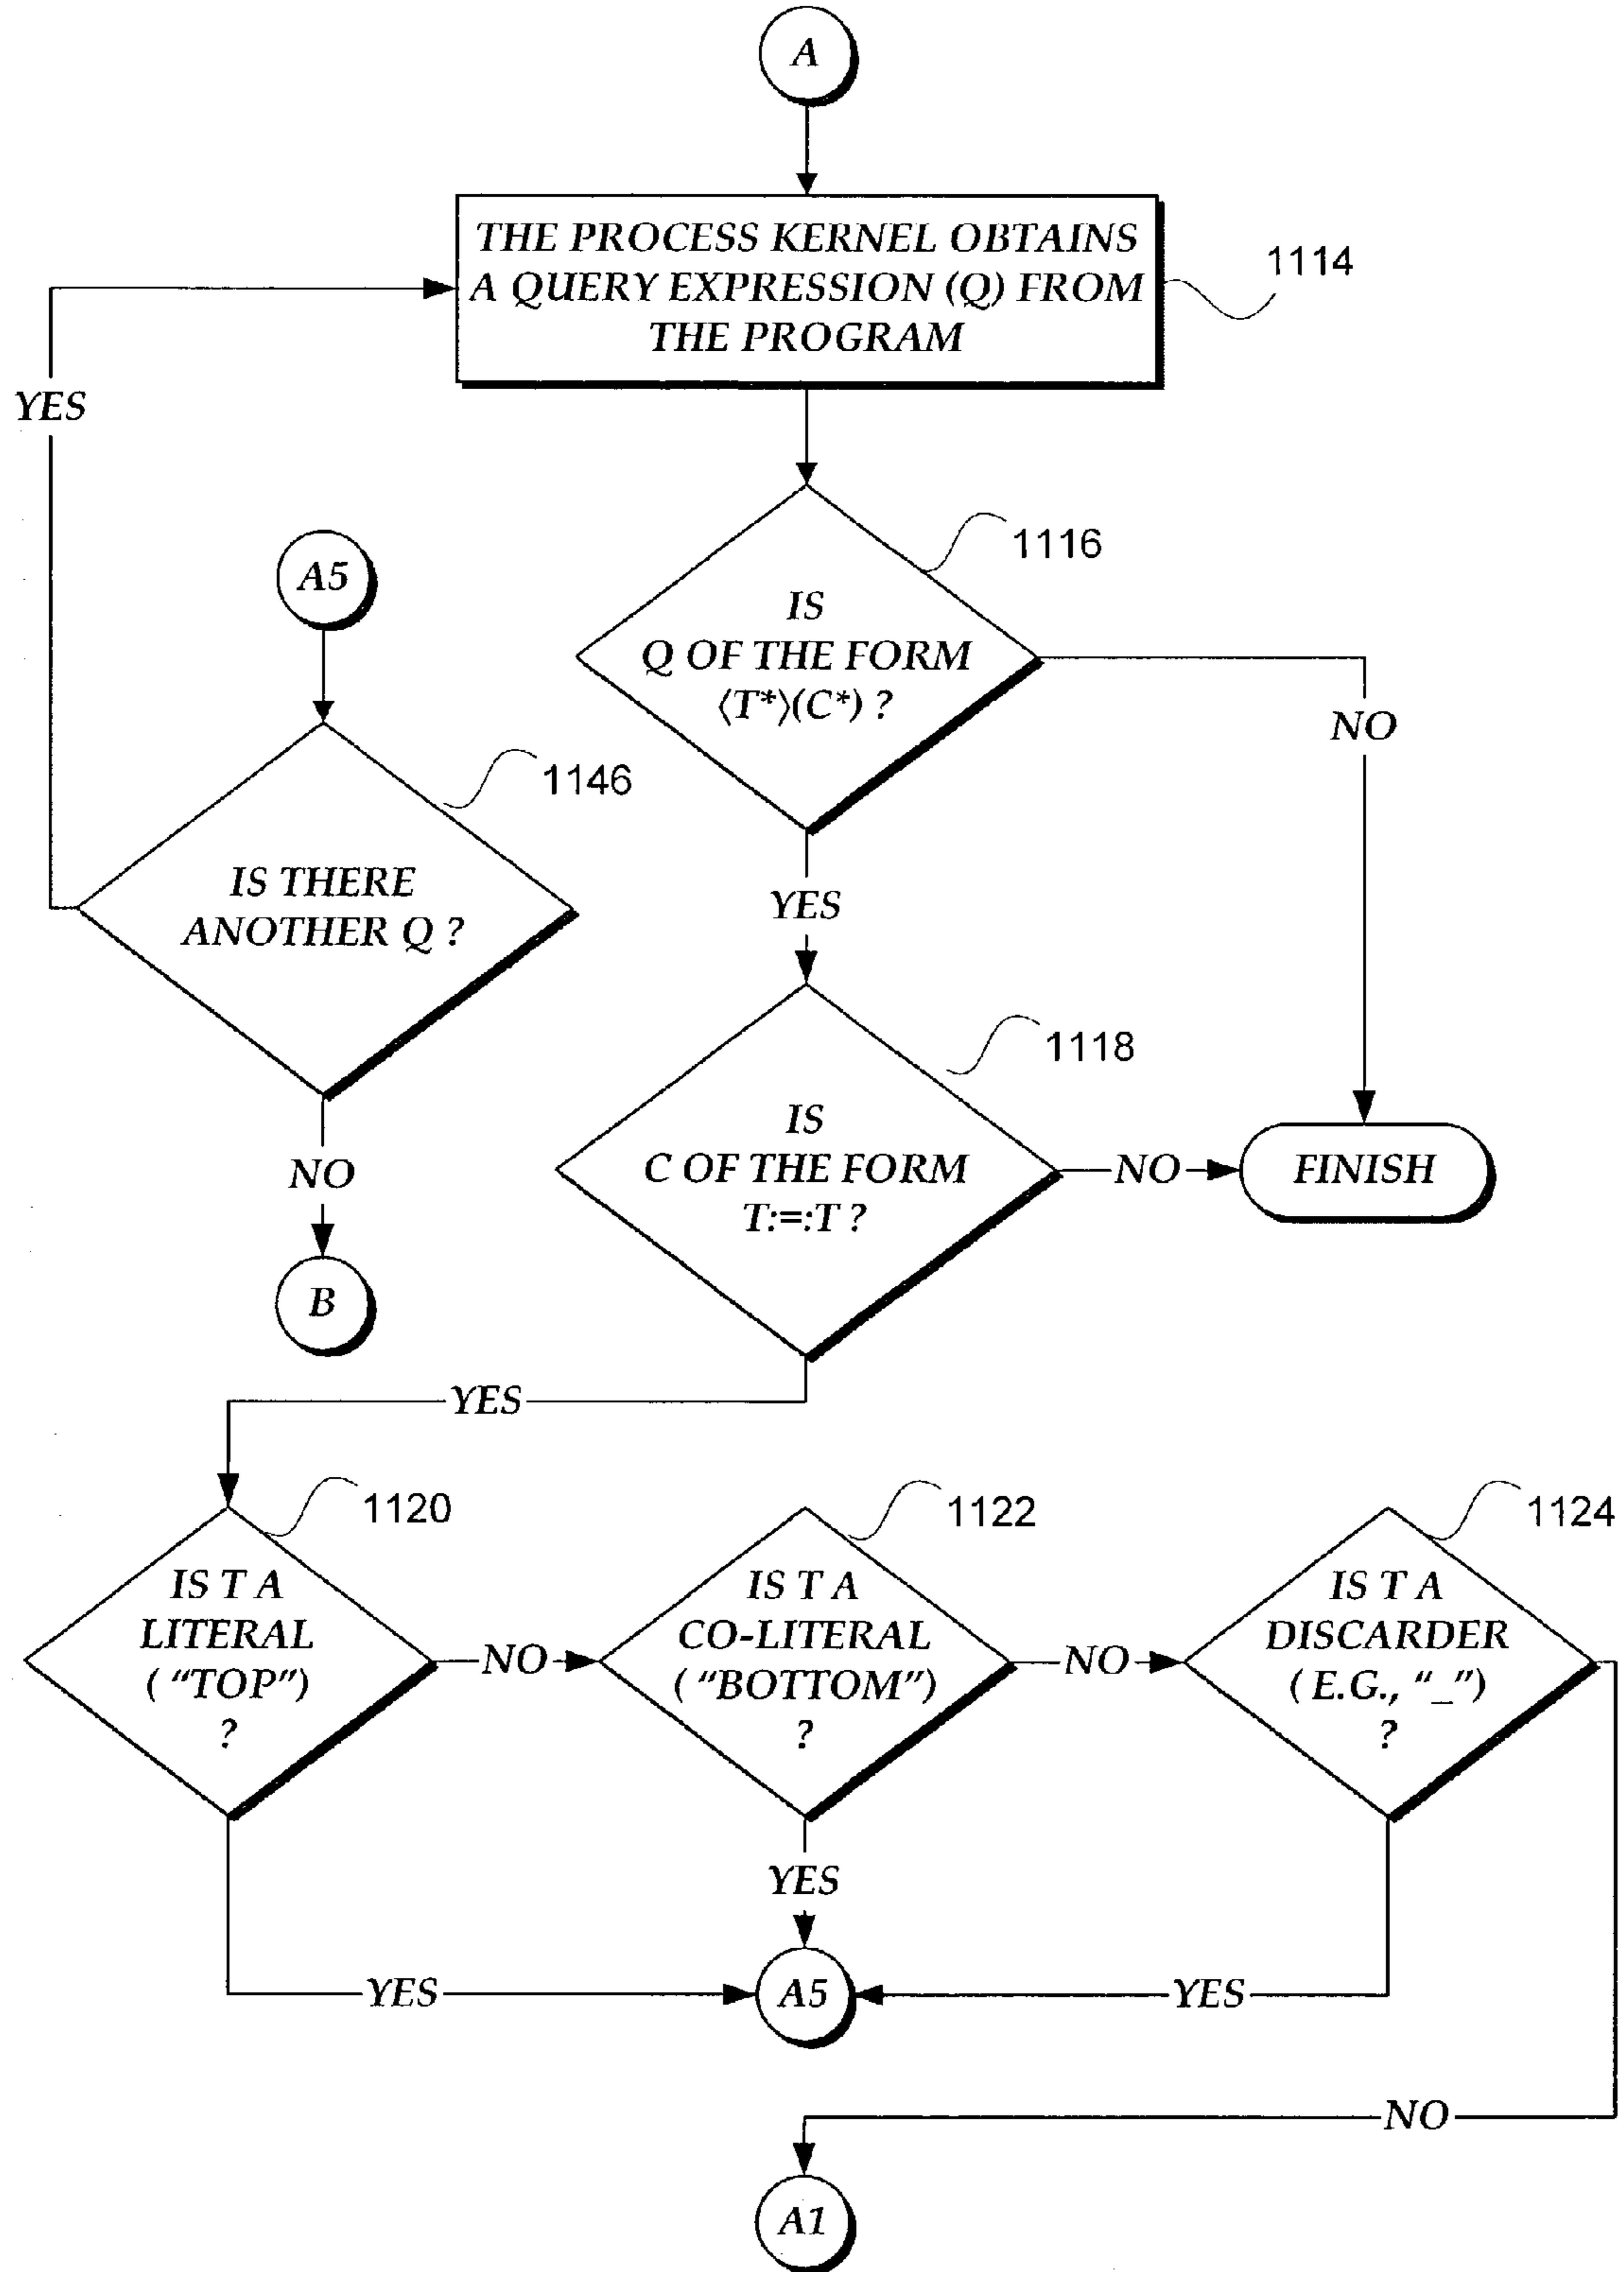 A
THE PROCESS KERNEL OBTAINS
A QUERY EXPRESSION (Q) FROM
THE PROGRAM
1114
YES
A5
1116
IS
Q OF THE FORM
⟨T*⟩(C*) ?
NO
1146
IS THERE
ANOTHER Q ?
YES
1118
IS
C OF THE FORM
T:=:T ?
NO
FINISH
NO
B
YES
1120
IS T A
LITERAL
( "TOP")
?
NO
1122
IS T A
CO-LITERAL
( "BOTTOM")
?
NO
1124
IS T A
DISCARDER
( E.G., "_")
?
YES
YES
A5
YES
NO
A1